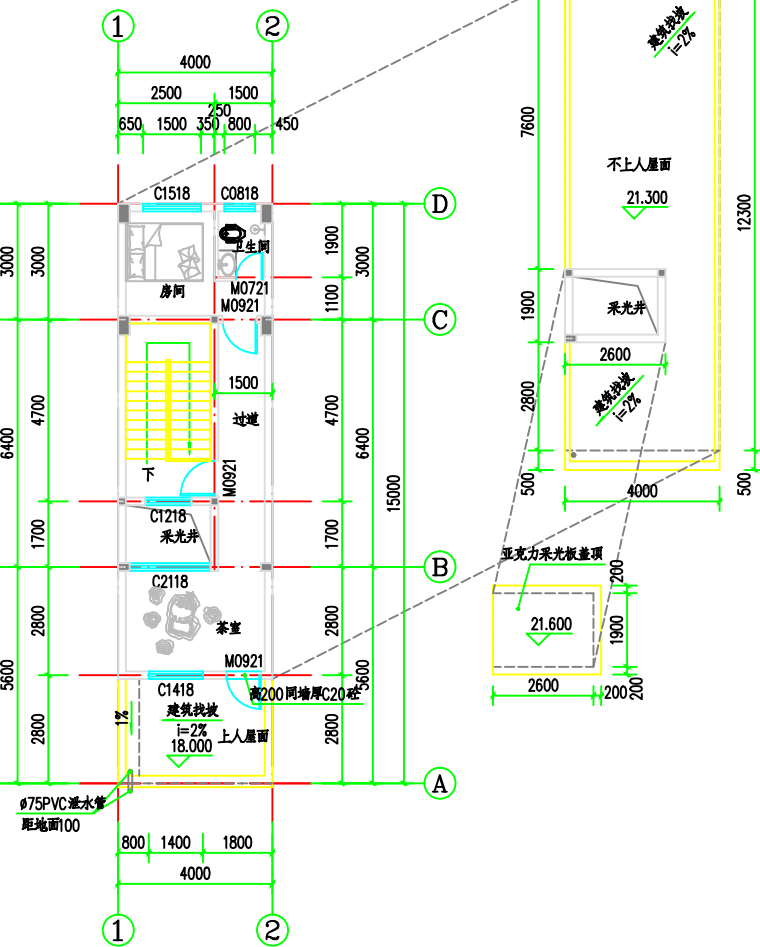 1
2
4000
2500
1500
250
650
1500
350
800
450
C1518
C0818
D
卫生间
房间
M0721
M0921
C
3000
3000
1900
1100
3000
1500
过道
4700
6400
4700
6400
15000
下
M0921
C1218
采光井
1700
1700
B
C2118
茶室
2800
5600
2800
5600
M0921
C1418
高200同墙厚C20砼
建筑找坡
i=2%
18.000
上人屋面
1%
2800
2800
A
ø75PVC泄水管
距地面100
800
1400
1800
4000
1
2
建筑找坡
i=2%
7600
不上人屋面
21.300
12300
1900
采光井
2600
2800
建筑找坡
i=2%
500
4000
500
亚克力采光板盖顶
200
21.600
1900
2600
200
200